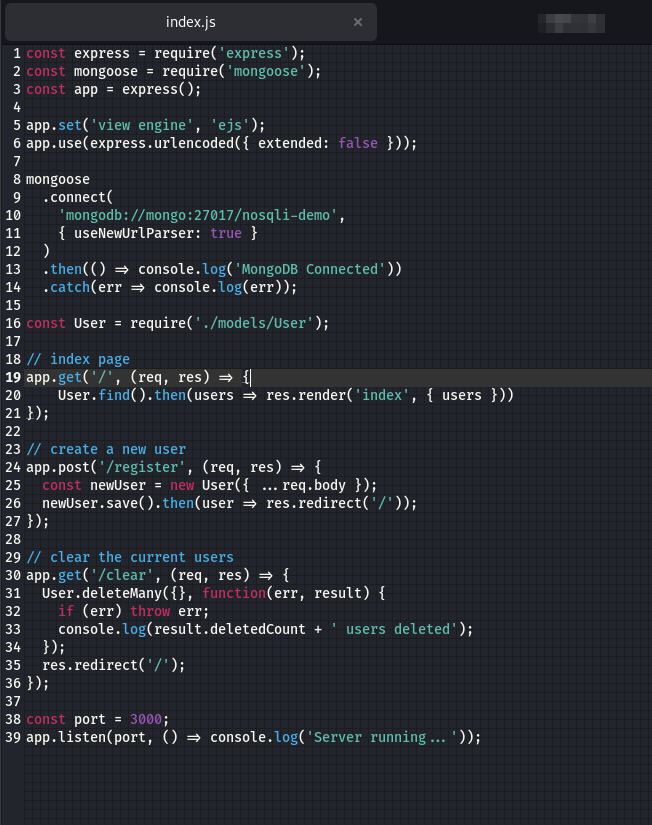 index.js ×
1 const express = require('express');
2 const mongoose = require('mongoose');
3 const app = express();
4
5 app.set('view engine', 'ejs');
6 app.use(express.urlencoded({ extended: false }));
7
8 mongoose
9   .connect(
10     'mongodb://mongo:27017/nosqli-demo',
11     { useNewUrlParser: true }
12   )
13   .then(() => console.log('MongoDB Connected'))
14   .catch(err => console.log(err));
15
16 const User = require('./models/User');
17
18 // index page
19 app.get('/', (req, res) => {
20     User.find().then(users => res.render('index', { users }))
21 });
22
23 // create a new user
24 app.post('/register', (req, res) => {
25   const newUser = new User({ ...req.body });
26   newUser.save().then(user => res.redirect('/'));
27 });
28
29 // clear the current users
30 app.get('/clear', (req, res) => {
31   User.deleteMany({}, function(err, result) {
32     if (err) throw err;
33     console.log(result.deletedCount + ' users deleted');
34   });
35   res.redirect('/');
36 });
37
38 const port = 3000;
39 app.listen(port, () => console.log('Server running...'));